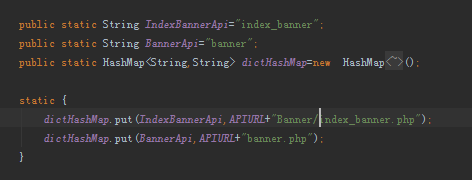 public static String IndexBannerApi="index_banner";
public static String BannerApi="banner";
public static HashMap<String,String> dictHashMap=new  HashMap<~>();
static {
dictHashMap.put(IndexBannerApi,APIURL+"Banner/index_banner.php");
dictHashMap.put(BannerApi,APIURL+"banner.php");
}